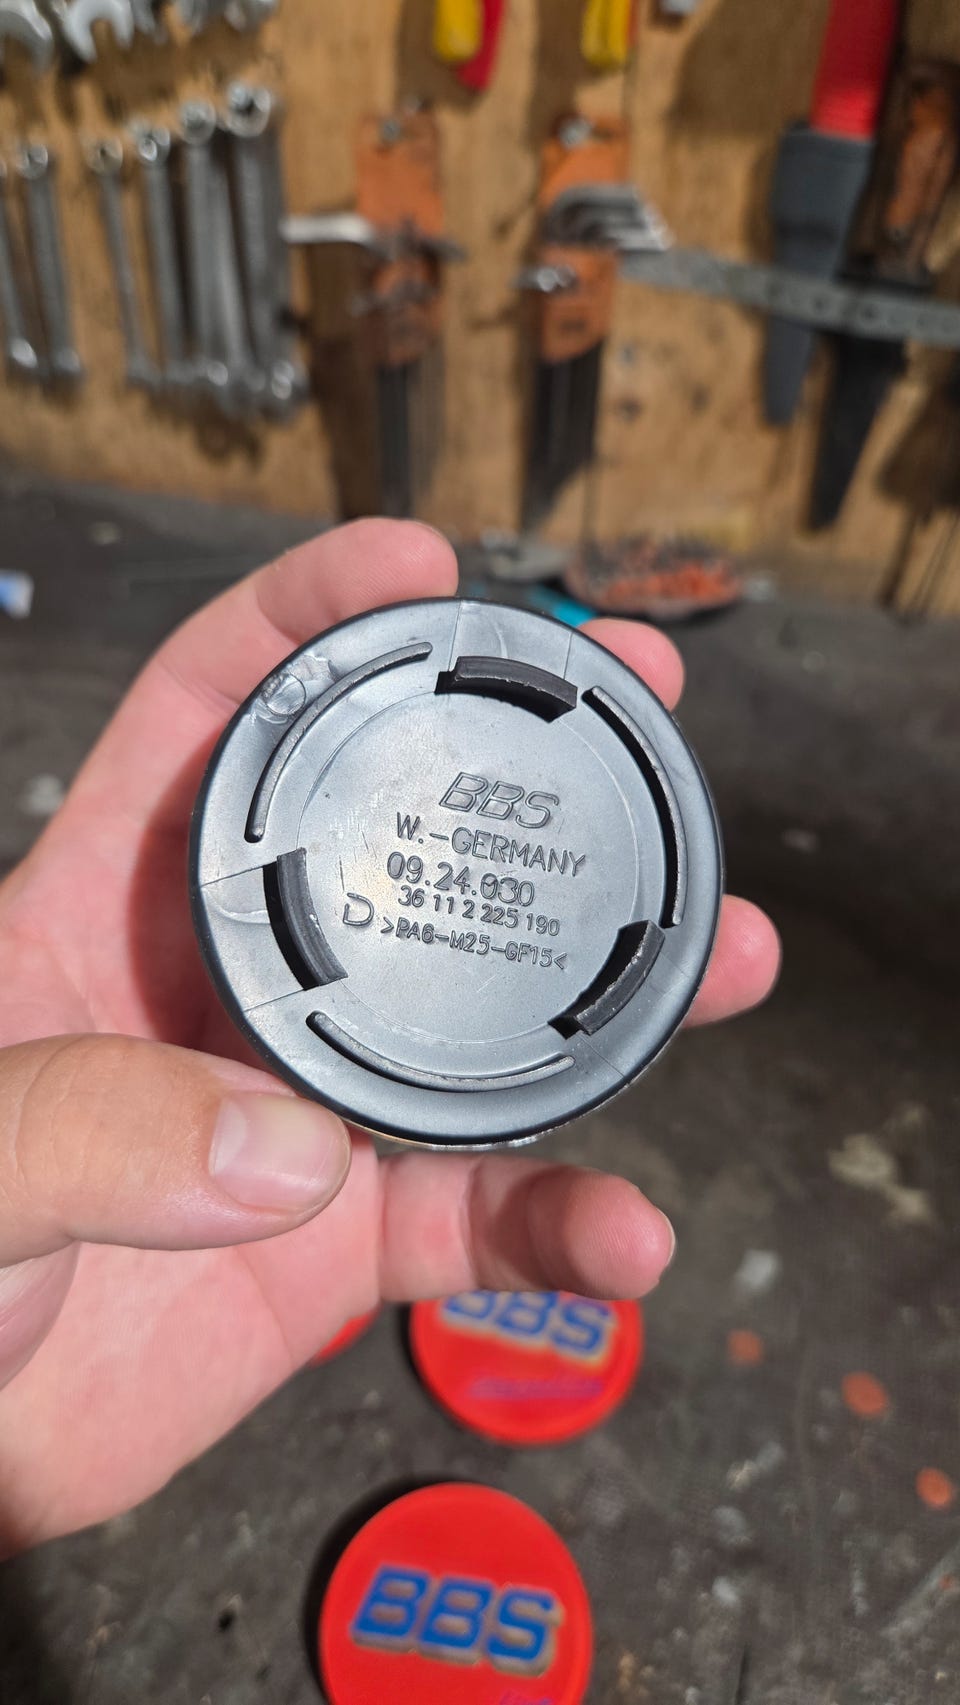 BBS
W.-GERMANY
09.24.030
36 11 2 225 190
D >PA6-M25-GF15<
BBS
BBS